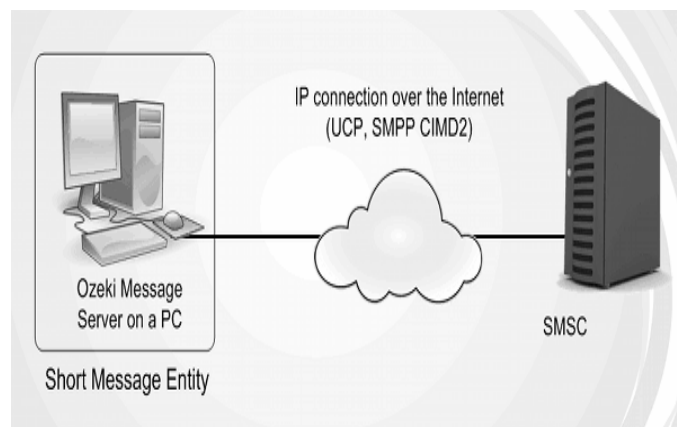 IP connection over the Internet
(UCP, SMPP CIMD2)
Ozeki Message
Server on a PC
SMSC
Short Message Entity